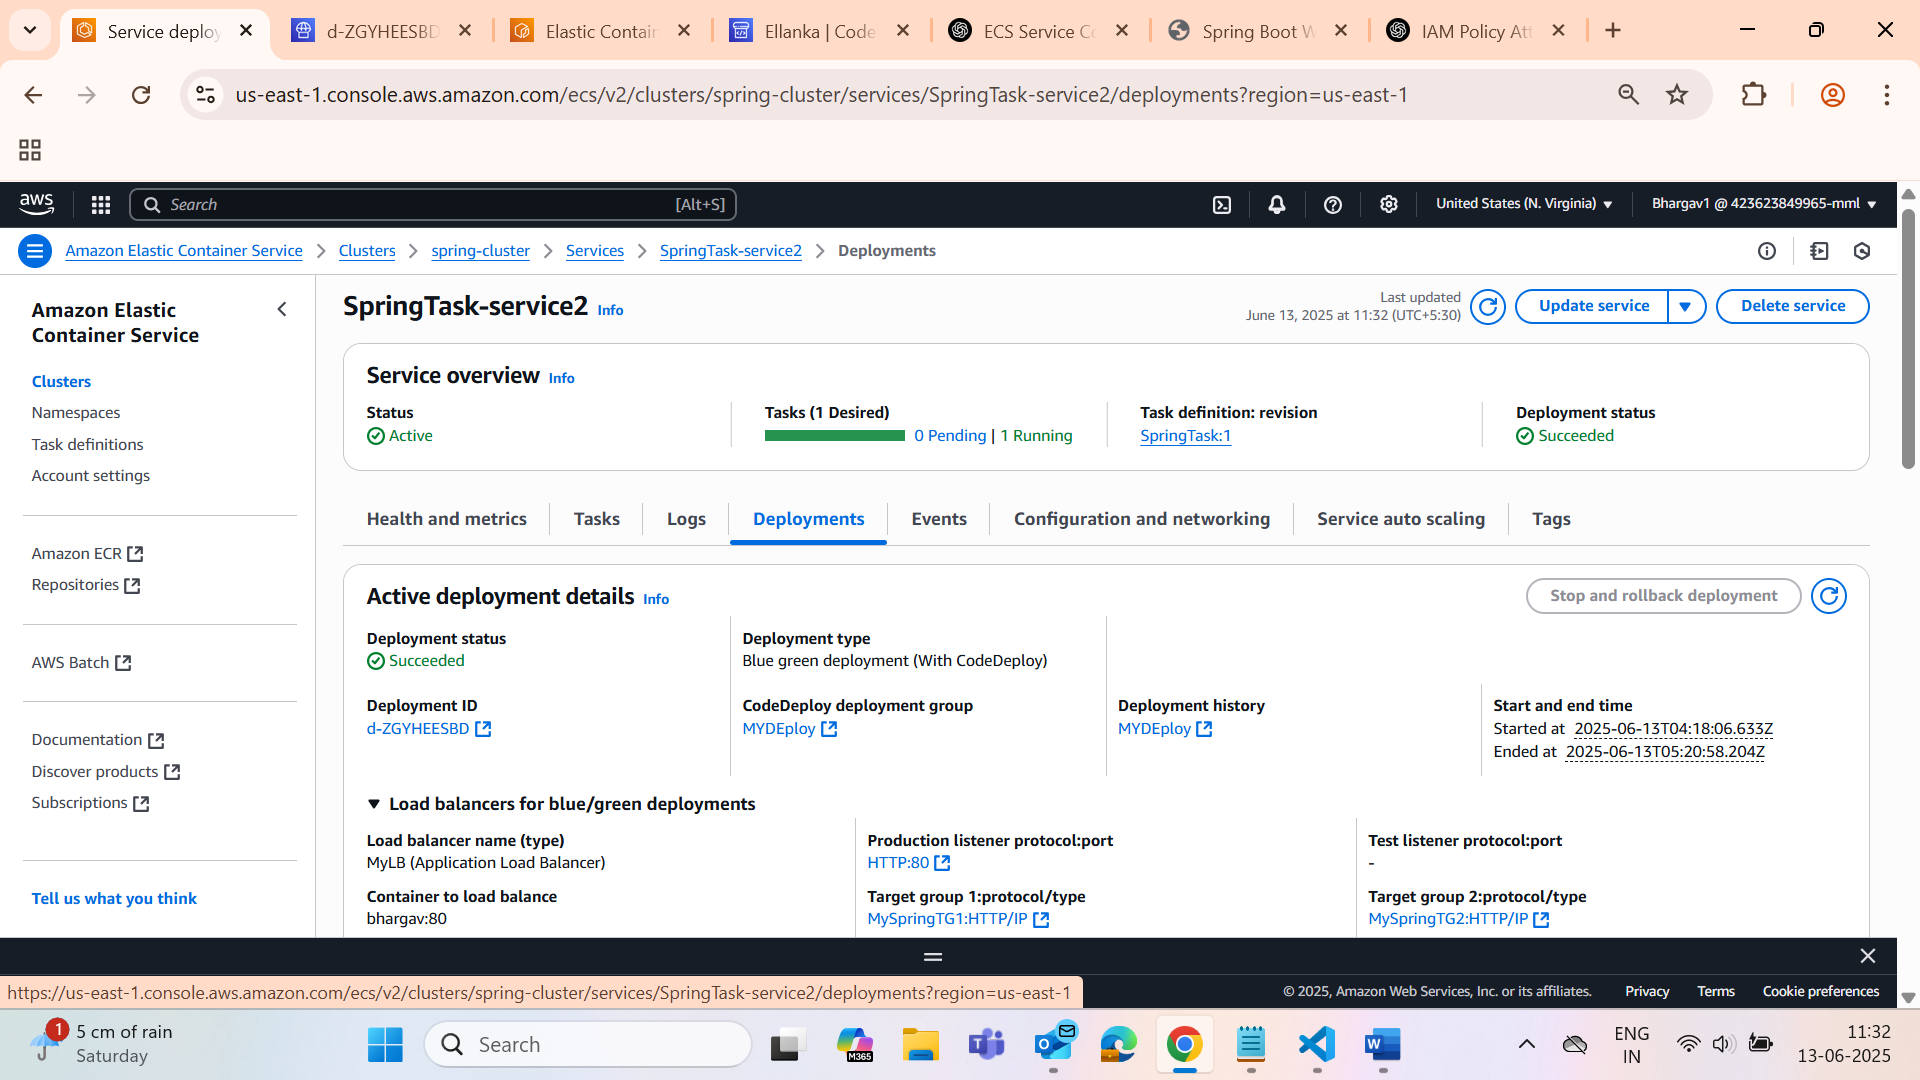 Service deploy
d-ZGYHEESBD
Elastic Contain
Ellanka | Code
ECS Service Co
Spring Boot W
IAM Policy Att
us-east-1.console.aws.amazon.com/ecs/v2/clusters/spring-cluster/services/SpringTask-service2/deployments?region=us-east-1
aws
Search
[Alt+S]
United States (N. Virginia)
Bhargav1 @ 423623849965-mml
Amazon Elastic Container Service
Clusters
spring-cluster
Services
SpringTask-service2
Deployments
Amazon Elastic
Container Service
Clusters
Namespaces
Task definitions
Account settings
Amazon ECR
Repositories
AWS Batch
Documentation
Discover products
Subscriptions
Tell us what you think
SpringTask-service2 Info
Last updated
June 13, 2025 at 11:32 (UTC+5:30)
Update service
Delete service
Service overview Info
Status
Active
Tasks (1 Desired)
0 Pending | 1 Running
Task definition: revision
SpringTask:1
Deployment status
Succeeded
Health and metrics
Tasks
Logs
Deployments
Events
Configuration and networking
Service auto scaling
Tags
Active deployment details Info
Stop and rollback deployment
Deployment status
Succeeded
Deployment type
Blue green deployment (With CodeDeploy)
Deployment ID
d-ZGYHEESBD
CodeDeploy deployment group
MYDEploy
Deployment history
MYDEploy
Start and end time
Started at 2025-06-13T04:18:06.633Z
Ended at 2025-06-13T05:20:58.204Z
Load balancers for blue/green deployments
Load balancer name (type)
MyLB (Application Load Balancer)
Production listener protocol:port
HTTP:80
Test listener protocol:port
-
Container to load balance
bhargav:80
Target group 1:protocol/type
MySpringTG1:HTTP/IP
Target group 2:protocol/type
MySpringTG2:HTTP/IP
https://us-east-1.console.aws.amazon.com/ecs/v2/clusters/spring-cluster/services/SpringTask-service2/deployments?region=us-east-1
© 2025, Amazon Web Services, Inc. or its affiliates.
Privacy
Terms
Cookie preferences
1
5 cm of rain
Saturday
Search
M365
ENG
IN
11:32
13-06-2025